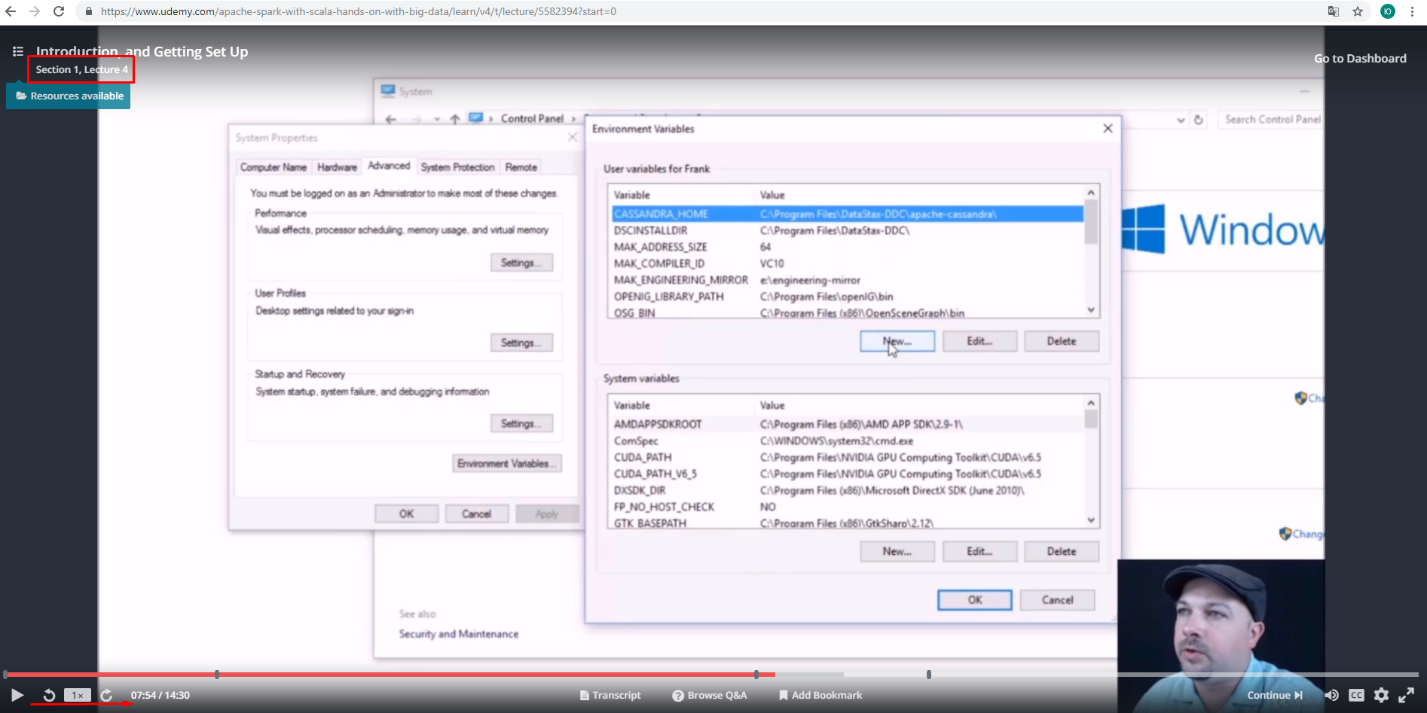 https://www.udemy.com/apache-spark-with-scala-hands-on-with-big-data/learn/v4/t/lecture/5582394?start=0
Introduction, and Getting Set Up
Section 1, Lecture 4
Go to Dashboard
Resources available
System
Control Panel
Search Control Panel
System Properties
Computer Name Hardware Advanced System Protection Remote
You must be logged on as an Administrator to make most of these changes.
Performance
Visual effects, processor scheduling, memory usage, and virtual memory
Settings...
User Profiles
Desktop settings related to your sign-in
Settings...
Startup and Recovery
System startup, system failure, and debugging information
Settings...
Environment Variables...
OK Cancel Apply
Environment Variables
User variables for Frank
Variable Value
CASSANDRA_HOME C:\Program Files\DataStax-DDC\apache-cassandra\
DSCINSTALLDIR C:\Program Files\DataStax-DDC\
MAK_ADDRESS_SIZE 64
MAK_COMPILER_ID VC10
MAK_ENGINEERING_MIRROR e:\engineering-mirror
OPENIG_LIBRARY_PATH C:\Program Files\openIG\bin
OSG_BIN C:\Program Files (x86)\OpenSceneGraph\bin
New... Edit... Delete
System variables
Variable Value
AMDAPPSDKROOT C:\Program Files (x86)\AMD APP SDK\2.9-1\
ComSpec C:\WINDOWS\system32\cmd.exe
CUDA_PATH C:\Program Files\NVIDIA GPU Computing Toolkit\CUDA\v6.5
CUDA_PATH_V6_5 C:\Program Files\NVIDIA GPU Computing Toolkit\CUDA\v6.5
DXSDK_DIR C:\Program Files (x86)\Microsoft DirectX SDK (June 2010)\
FP_NO_HOST_CHECK NO
GTK_BASEPATH C:\Program Files (x86)\GtkSharp\2.12\
New... Edit... Delete
OK Cancel
Window
Cha
Chang
See also
Security and Maintenance
1x
07:54 / 14:30
Transcript
Browse Q&A
Add Bookmark
Continue
CC